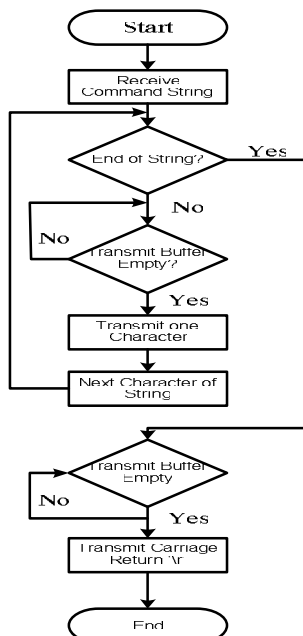 Start
Receive
Command String
End of String?
Yes
No
No
Transmit Buffer
Empty?
Yes
Transmit one
Character
Next Character of
String
Transmit Buffer
Empty
No
Yes
Transmit Carriage
Return \r
End